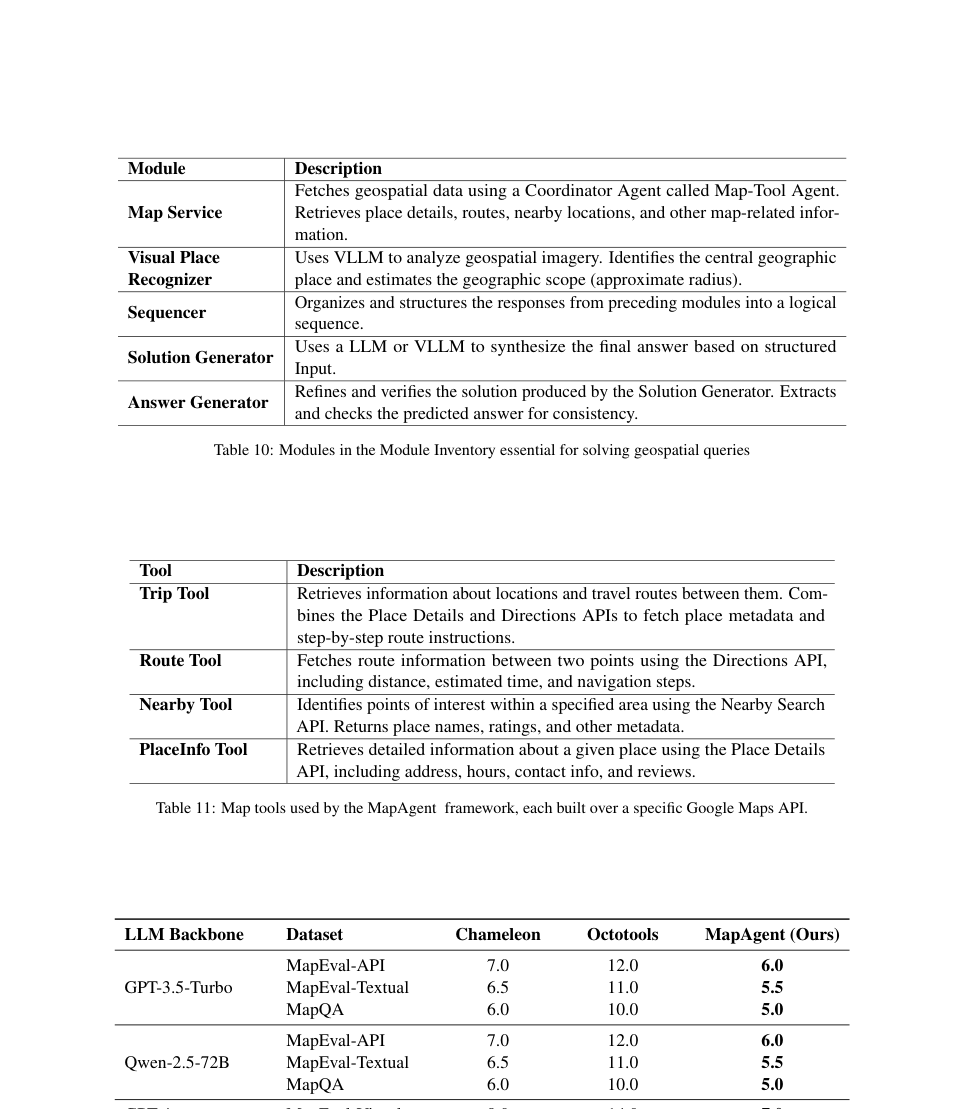 Module Description
Fetches geospatial data using a Coordinator Agent called Map-Tool Agent.
Map Service Retrieves place details, routes, nearby locations, and other map-related infor-
mation.
Visual Place Uses VLLM to analyze geospatial imagery. Identifies the central geographic
Recognizer place and estimates the geographic scope (approximate radius).
Sequencer Organizes and structures the responses from preceding modules into a logical
sequence.
Solution Generator Uses a LLM or VLLM to synthesize the final answer based on structured
Input.
Answer Generator Refines and verifies the solution produced by the Solution Generator. Extracts
and checks the predicted answer for consistency.
Table 10: Modules in the Module Inventory essential for solving geospatial queries
Tool Description
Trip Tool Retrieves information about locations and travel routes between them. Com-
bines the Place Details and Directions APIs to fetch place metadata and
step-by-step route instructions.
Route Tool Fetches route information between two points using the Directions API,
including distance, estimated time, and navigation steps.
Nearby Tool Identifies points of interest within a specified area using the Nearby Search
API. Returns place names, ratings, and other metadata.
PlaceInfo Tool Retrieves detailed information about a given place using the Place Details
API, including address, hours, contact info, and reviews.
Table 11: Map tools used by the MapAgent framework, each built over a specific Google Maps API.
LLM Backbone Dataset Chameleon Octotools MapAgent (Ours)
MapEval-API 7.0 12.0 6.0
GPT-3.5-Turbo MapEval-Textual 6.5 11.0 5.5
MapQA 6.0 10.0 5.0
MapEval-API 7.0 12.0 6.0
Qwen-2.5-72B MapEval-Textual 6.5 11.0 5.5
MapQA 6.0 10.0 5.0